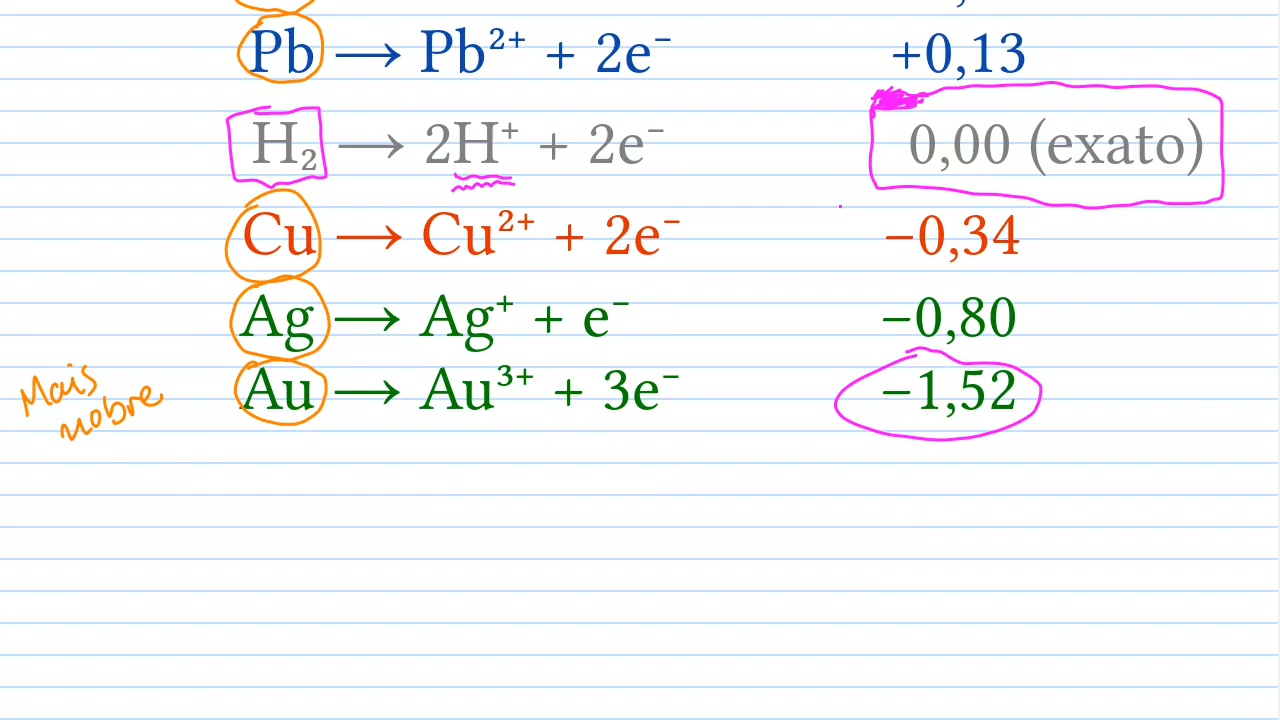 Pb ⟶ Pb²⁺ + 2e⁻ +0,13
H₂ ⟶ 2H⁺ + 2e⁻ 0,00 (exato)
Cu ⟶ Cu²⁺ + 2e⁻ −0,34
Ag ⟶ Ag⁺ + e⁻ −0,80
Au ⟶ Au³⁺ + 3e⁻ −1,52
Mais
nobre